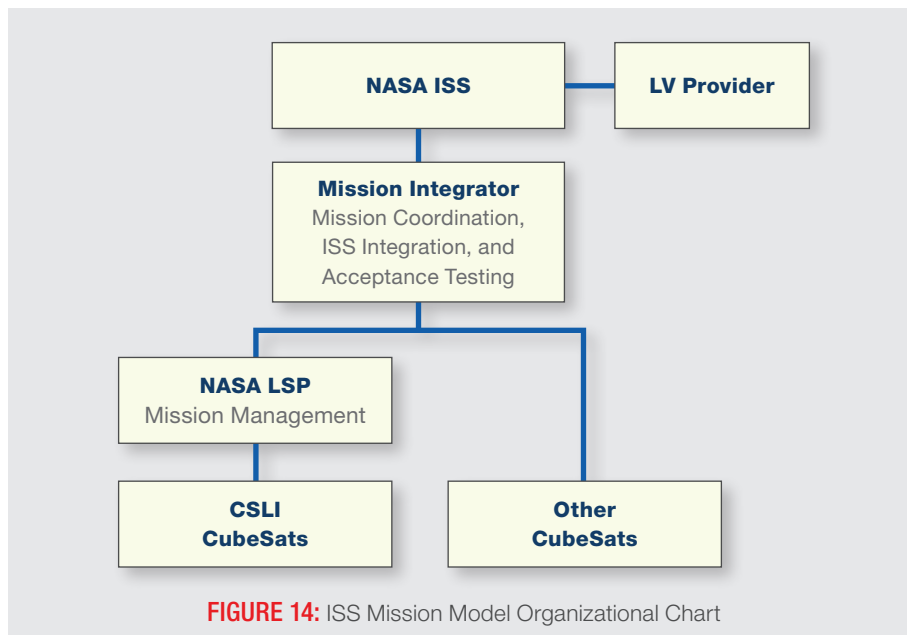 NASA ISS
LV Provider
Mission Integrator
Mission Coordination,
ISS Integration, and
Acceptance Testing
NASA LSP
Mission Management
CSLI
CubeSats
Other
CubeSats
FIGURE 14: ISS Mission Model Organizational Chart